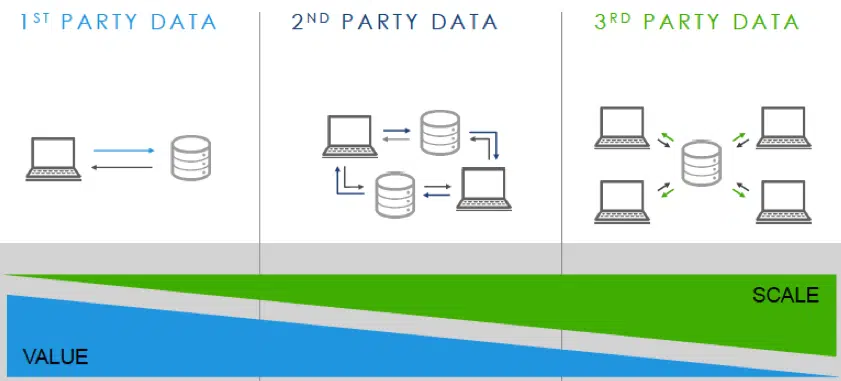 1ST PARTY DATA
2ND PARTY DATA
3RD PARTY DATA
SCALE
VALUE